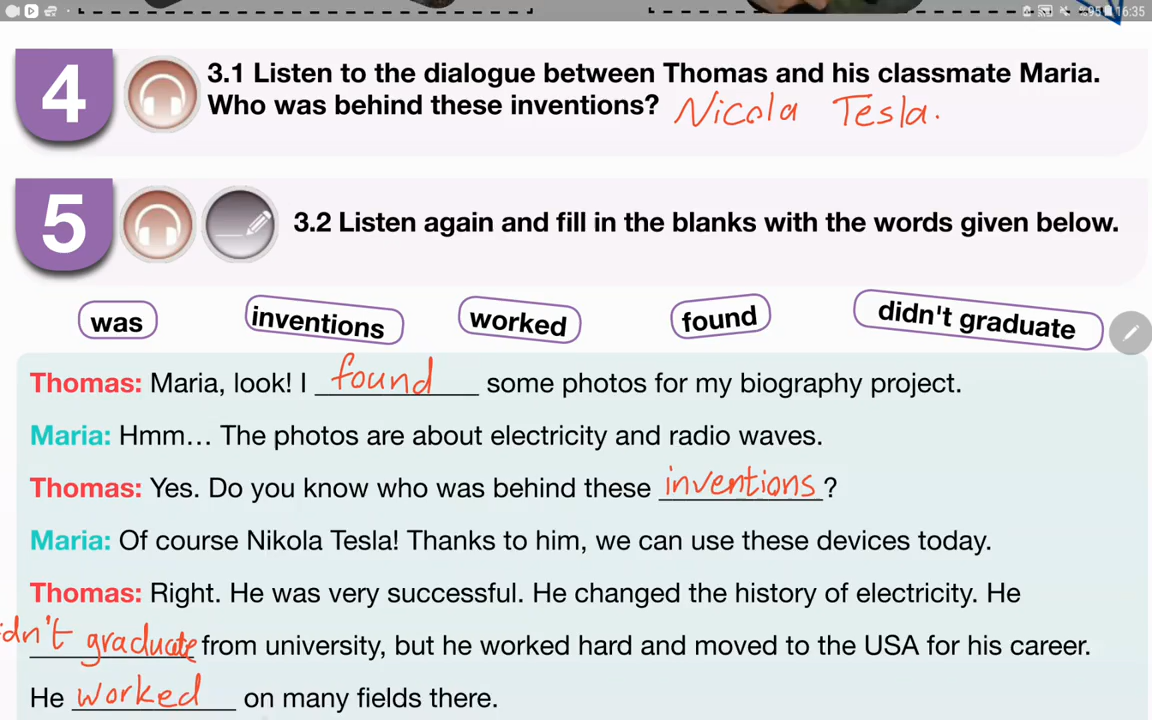 %95 16:35
4 3.1 Listen to the dialogue between Thomas and his classmate Maria.
Who was behind these inventions? Nicola Tesla.
5 3.2 Listen again and fill in the blanks with the words given below.
was inventions worked found didn't graduate
Thomas: Maria, look! I found some photos for my biography project.
Maria: Hmm... The photos are about electricity and radio waves.
Thomas: Yes. Do you know who was behind these inventions?
Maria: Of course Nikola Tesla! Thanks to him, we can use these devices today.
Thomas: Right. He was very successful. He changed the history of electricity. He
idn't graduate from university, but he worked hard and moved to the USA for his career.
He worked on many fields there.